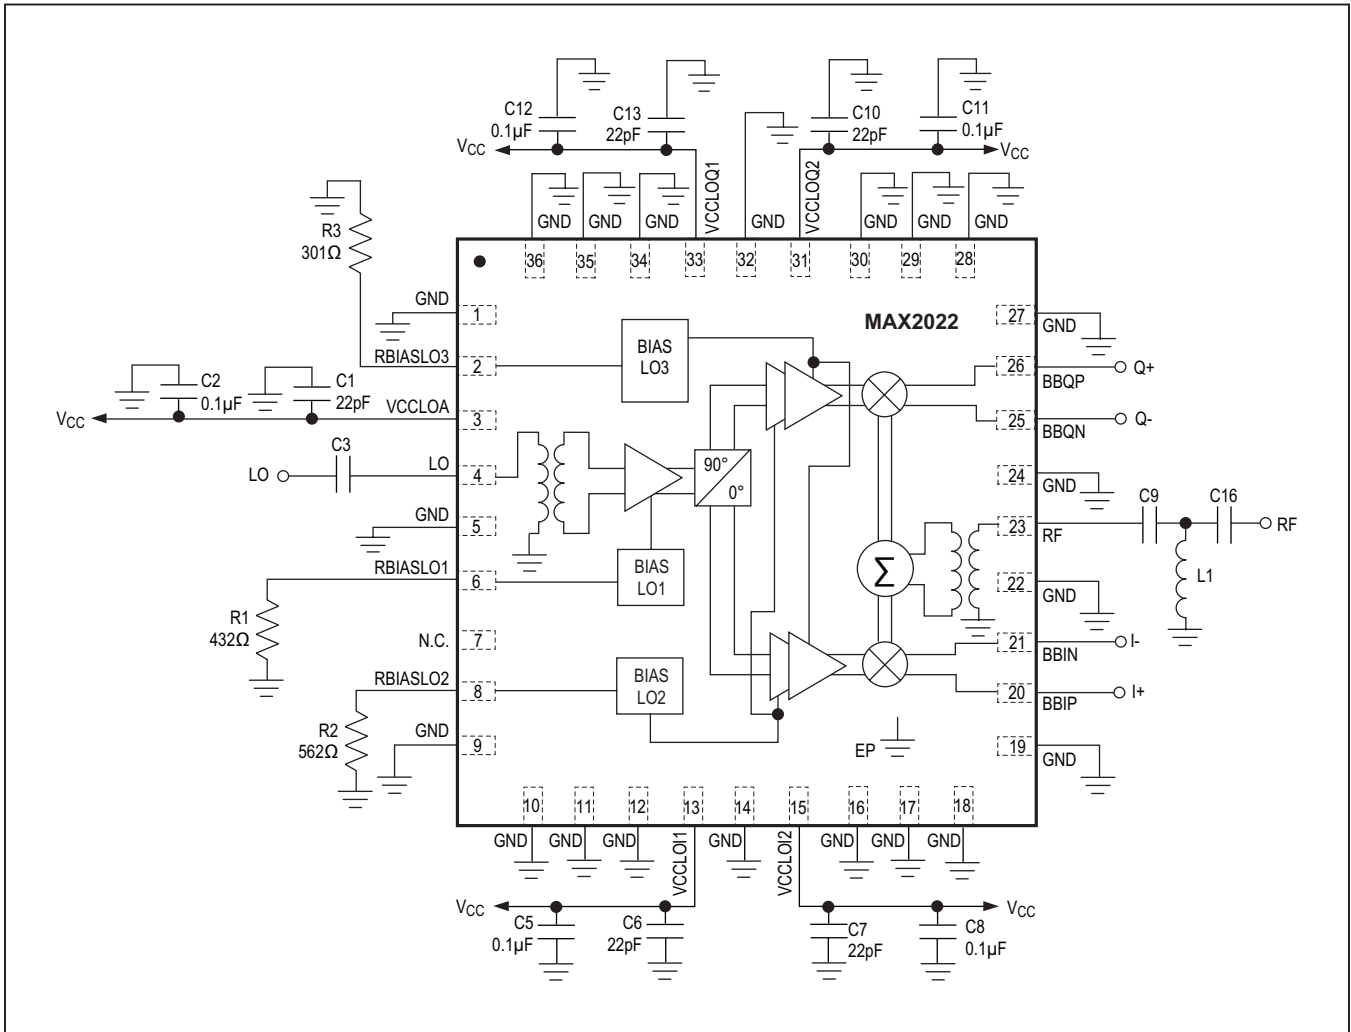 C12
0.1µF
C13
22pF
C10
22pF
C11
0.1µF
VCC
VCC
GND
GND
GND
VCCLOQ1
GND
VCCLOQ2
GND
GND
GND
36
35
34
33
32
31
30
29
28
R3
301Ω
GND
1
MAX2022
27
GND
RBIASLO3
2
BIAS
LO3
26
BBQP
Q+
C2
0.1µF
C1
22pF
VCC
VCCLOA
3
25
BBQN
Q-
C3
LO
LO
4
90°
0°
24
GND
GND
5
23
RF
C9
C16
RF
RBIASLO1
6
BIAS
LO1
Σ
22
GND
L1
R1
432Ω
N.C.
7
21
BBIN
I-
RBIASLO2
8
BIAS
LO2
20
BBIP
I+
R2
562Ω
GND
9
EP
19
GND
10
11
12
13
14
15
16
17
18
GND
GND
GND
VCCLOI1
GND
VCCLOI2
GND
GND
GND
VCC
VCC
C5
0.1µF
C6
22pF
C7
22pF
C8
0.1µF